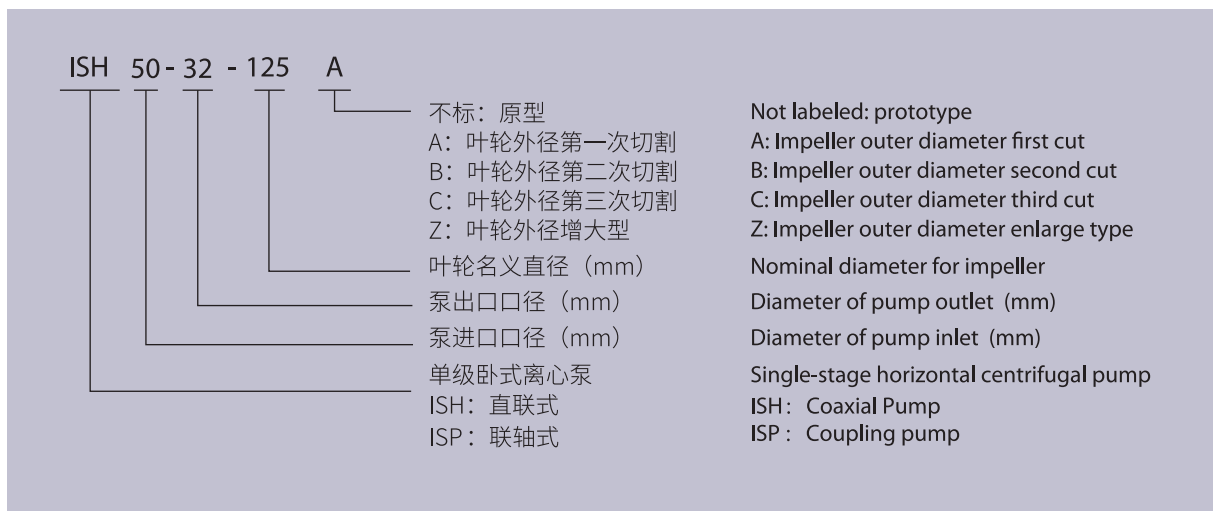 ISH 50 - 32 - 125 A
不标：原型 Not labeled: prototype
A：叶轮外径第一次切割 A: Impeller outer diameter first cut
B：叶轮外径第二次切割 B: Impeller outer diameter second cut
C：叶轮外径第三次切割 C: Impeller outer diameter third cut
Z：叶轮外径增大型 Z: Impeller outer diameter enlarge type
叶轮名义直径（mm） Nominal diameter for impeller
泵出口口径（mm） Diameter of pump outlet (mm)
泵进口口径（mm） Diameter of pump inlet (mm)
单级卧式离心泵 Single-stage horizontal centrifugal pump
ISH：直联式 ISH： Coaxial Pump
ISP：联轴式 ISP： Coupling pump